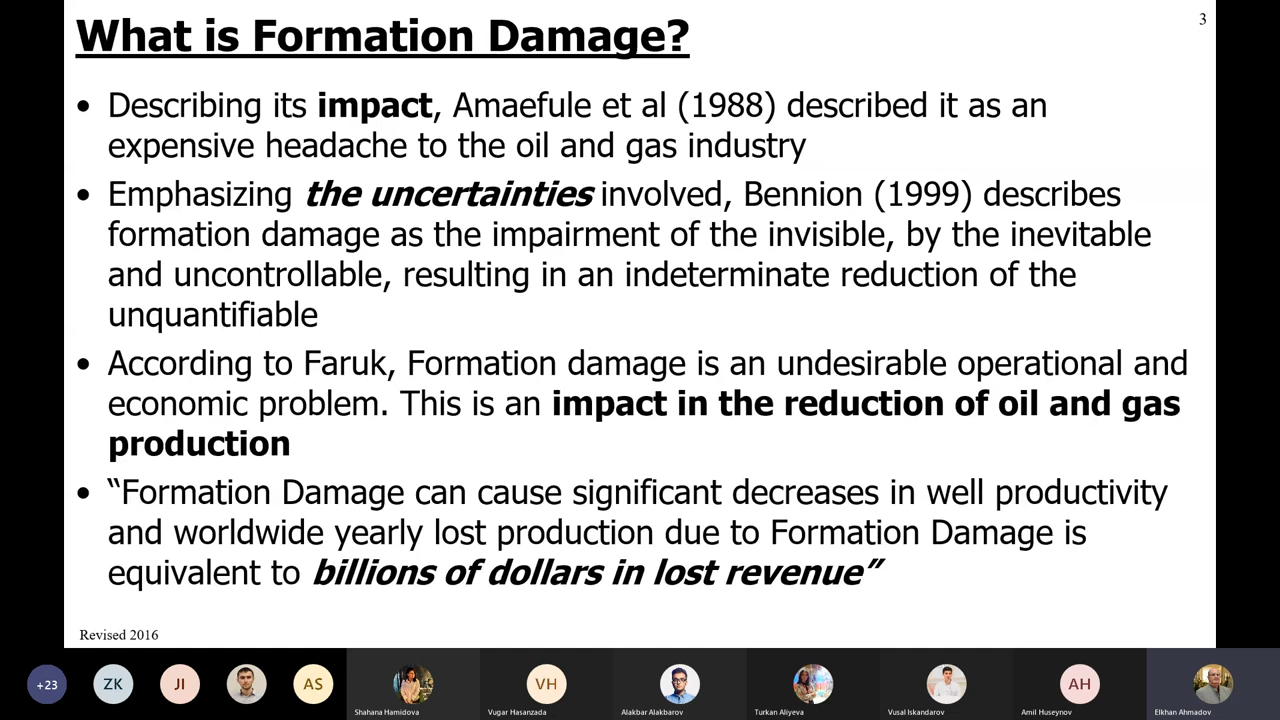 3
What is Formation Damage?
• Describing its impact, Amaefule et al (1988) described it as an
expensive headache to the oil and gas industry
• Emphasizing the uncertainties involved, Bennion (1999) describes
formation damage as the impairment of the invisible, by the inevitable
and uncontrollable, resulting in an indeterminate reduction of the
unquantifiable
• According to Faruk, Formation damage is an undesirable operational and
economic problem. This is an impact in the reduction of oil and gas
production
• “Formation Damage can cause significant decreases in well productivity
and worldwide yearly lost production due to Formation Damage is
equivalent to billions of dollars in lost revenue”
Revised 2016
+23 ZK JI AS VH AH
Shahana Hamidova Vugar Hasanzada Alakbar Alakbarov Turkan Aliyeva Vusal Iskandarov Amil Huseynov Elkhan Ahmadov